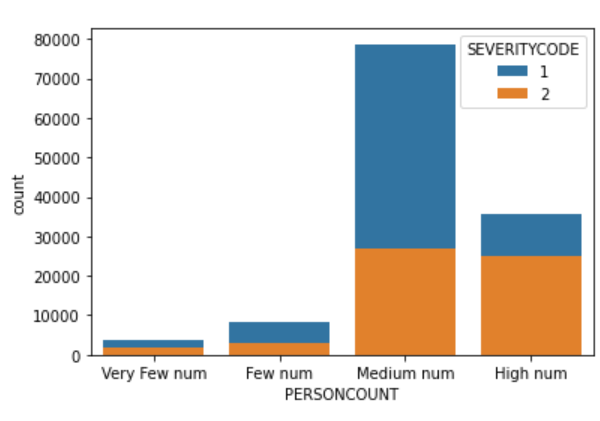 80000
70000
60000
50000
40000
30000
20000
10000
0
count
SEVERITYCODE
1
2
Very Few num
Few num
Medium num
High num
PERSONCOUNT